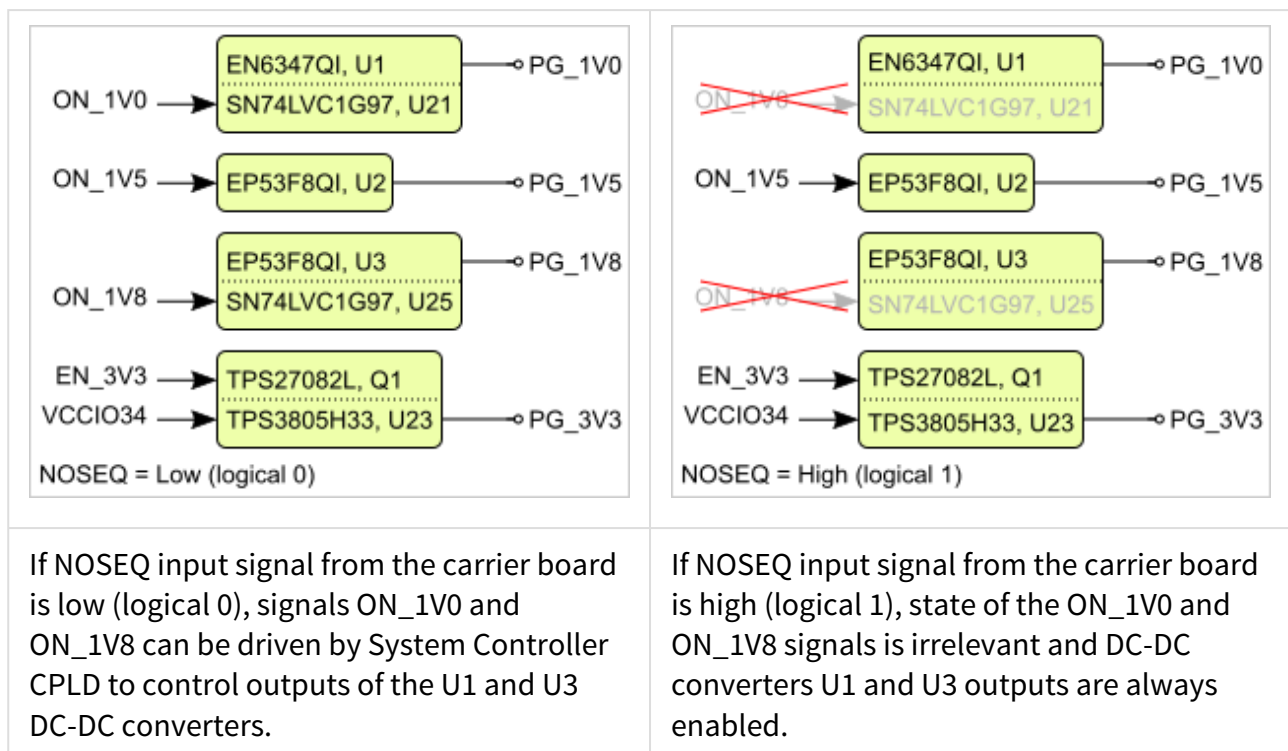 EN6347QI, U1
PG_1V0
ON_1V0
SN74LVC1G97, U21
ON_1V5
EP53F8QI, U2
PG_1V5
EP53F8QI, U3
PG_1V8
ON_1V8
SN74LVC1G97, U25
EN_3V3
TPS27082L, Q1
VCCIO34
TPS3805H33, U23
PG_3V3
NOSEQ = Low (logical 0)
If NOSEQ input signal from the carrier board
is low (logical 0), signals ON_1V0 and
ON_1V8 can be driven by System Controller
CPLD to control outputs of the U1 and U3
DC-DC converters.
EN6347QI, U1
PG_1V0
ON_1V0
SN74LVC1G97, U21
ON_1V5
EP53F8QI, U2
PG_1V5
EP53F8QI, U3
PG_1V8
ON_1V8
SN74LVC1G97, U25
EN_3V3
TPS27082L, Q1
VCCIO34
TPS3805H33, U23
PG_3V3
NOSEQ = High (logical 1)
If NOSEQ input signal from the carrier board
is high (logical 1), state of the ON_1V0 and
ON_1V8 signals is irrelevant and DC-DC
converters U1 and U3 outputs are always
enabled.